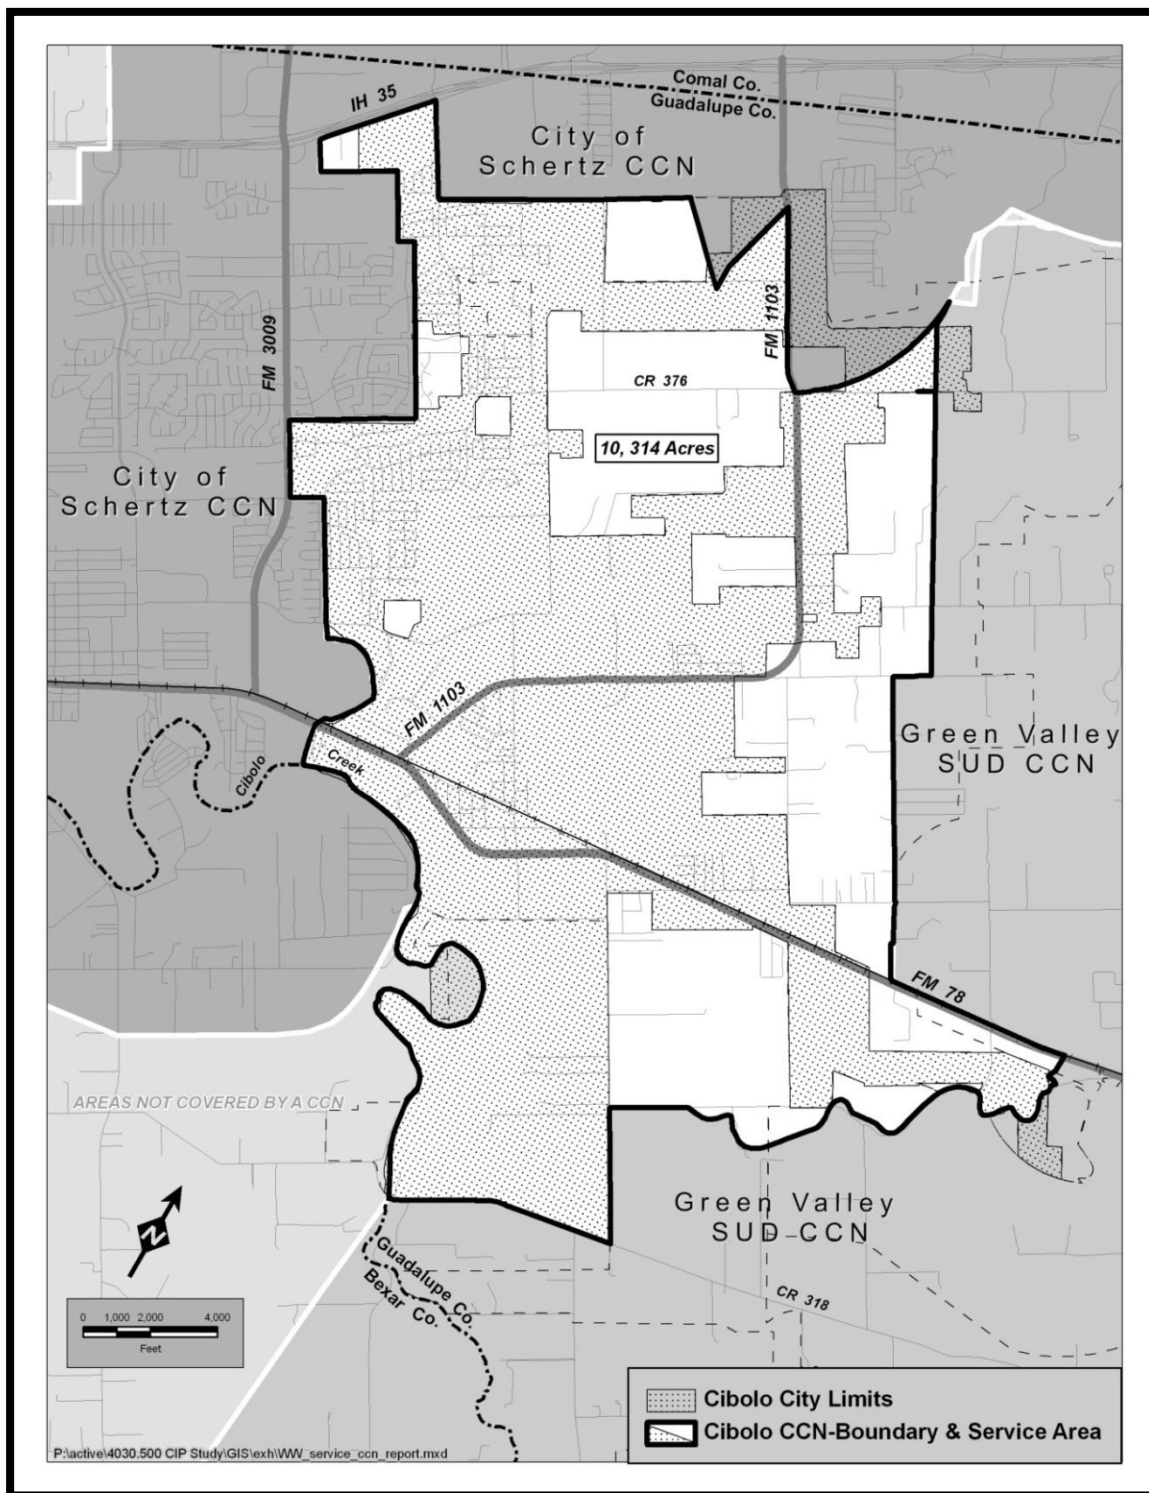 Comal Co.
Guadalupe Co.
IH 35
City of
Schertz CCN
FM 3009
FM 1103
CR 376
10, 314 Acres
City of
Schertz CCN
FM 1103
Green Valley
SUD CCN
Cibolo
Creek
FM 78
AREAS NOT COVERED BY A CCN
Green Valley
SUD CCN
N
Guadalupe Co.
Bexar Co.
CR 318
0 1,000 2,000 4,000
Feet
Cibolo City Limits
Cibolo CCN-Boundary & Service Area
P:\active\4030.500 CIP Study\GIS\exh\WW_service_ccn_report.mxd